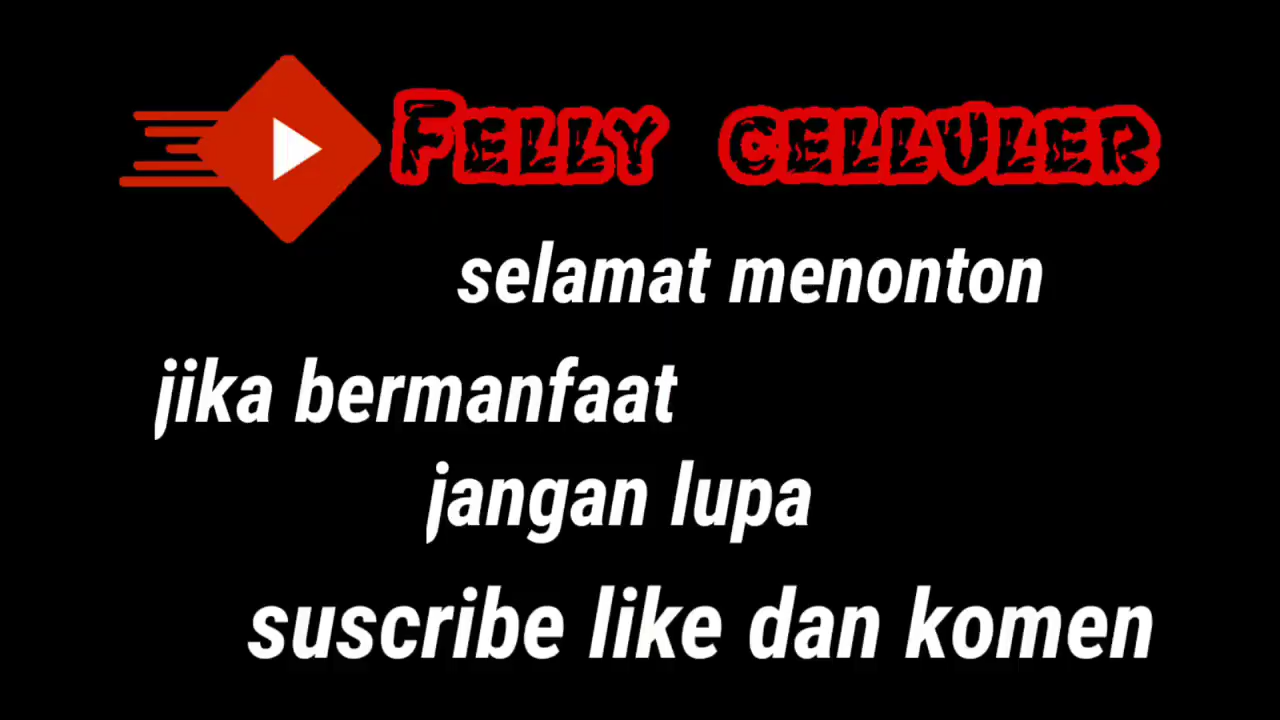 Felly celluler
selamat menonton
jika bermanfaat
jangan lupa
suscribe like dan komen